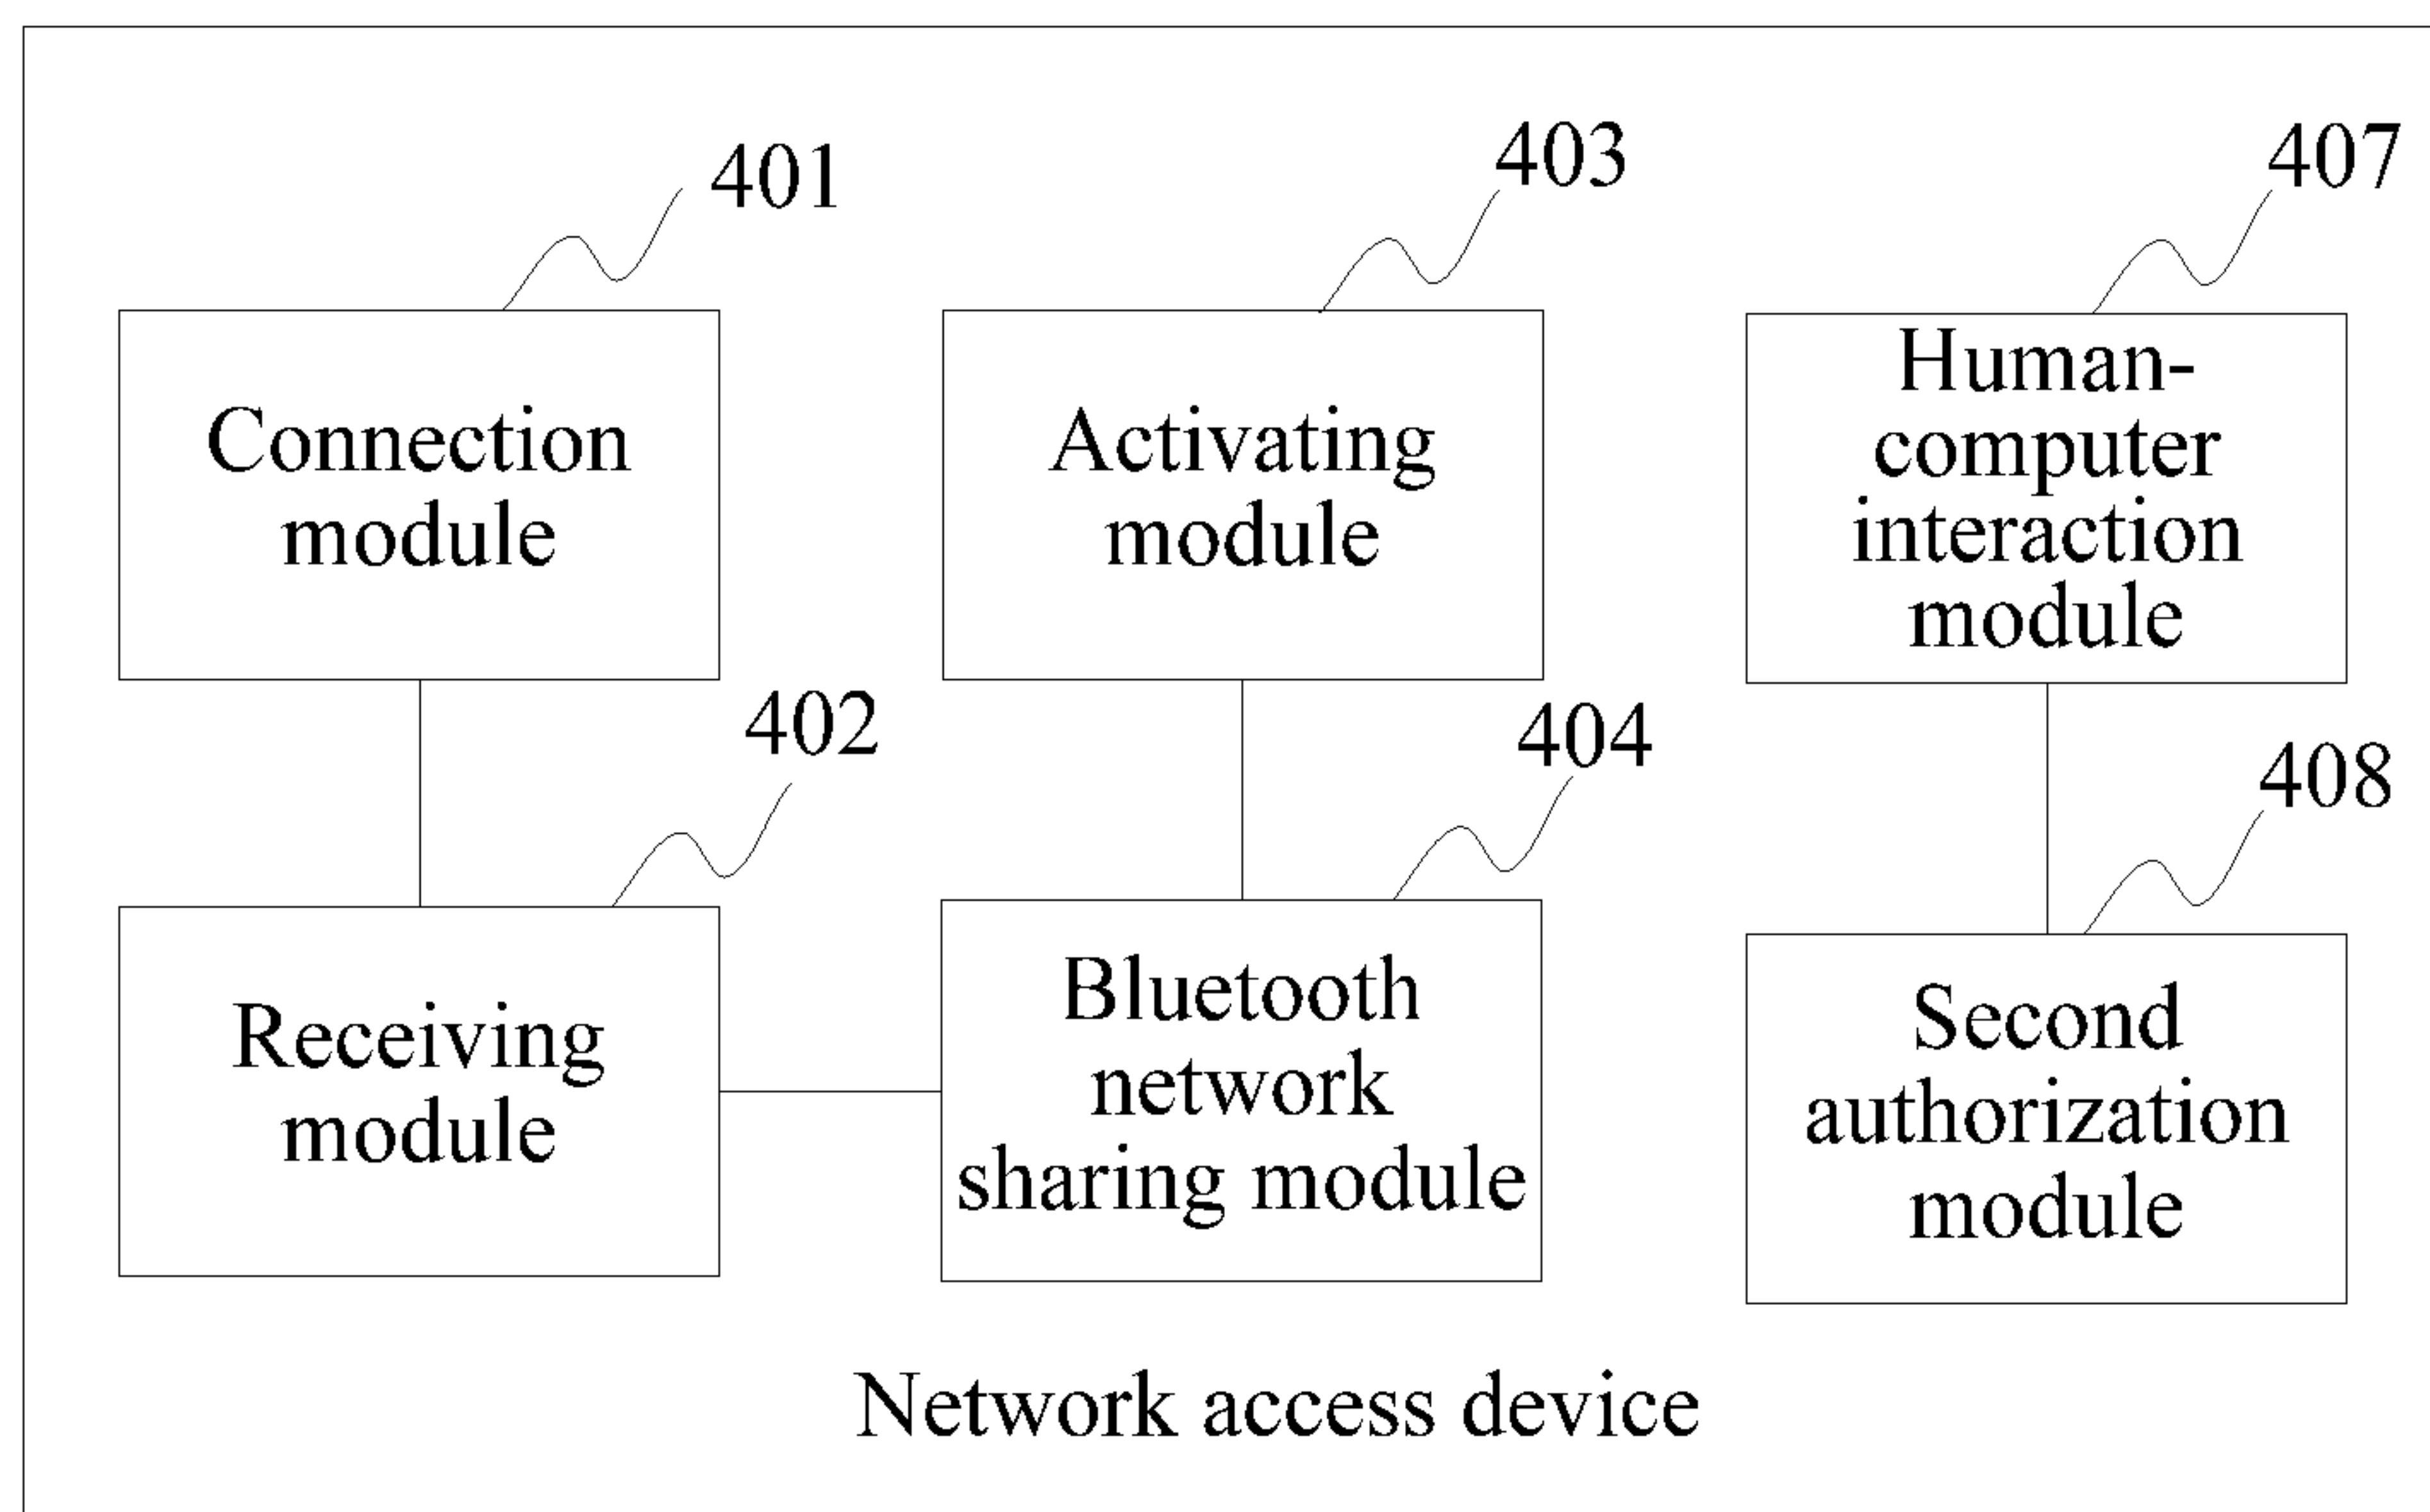 401
403
407
Connection
module
Activating
module
Human-
computer
interaction
module
402
404
408
Receiving
module
Bluetooth
network
sharing module
Second
authorization
module
Network access device